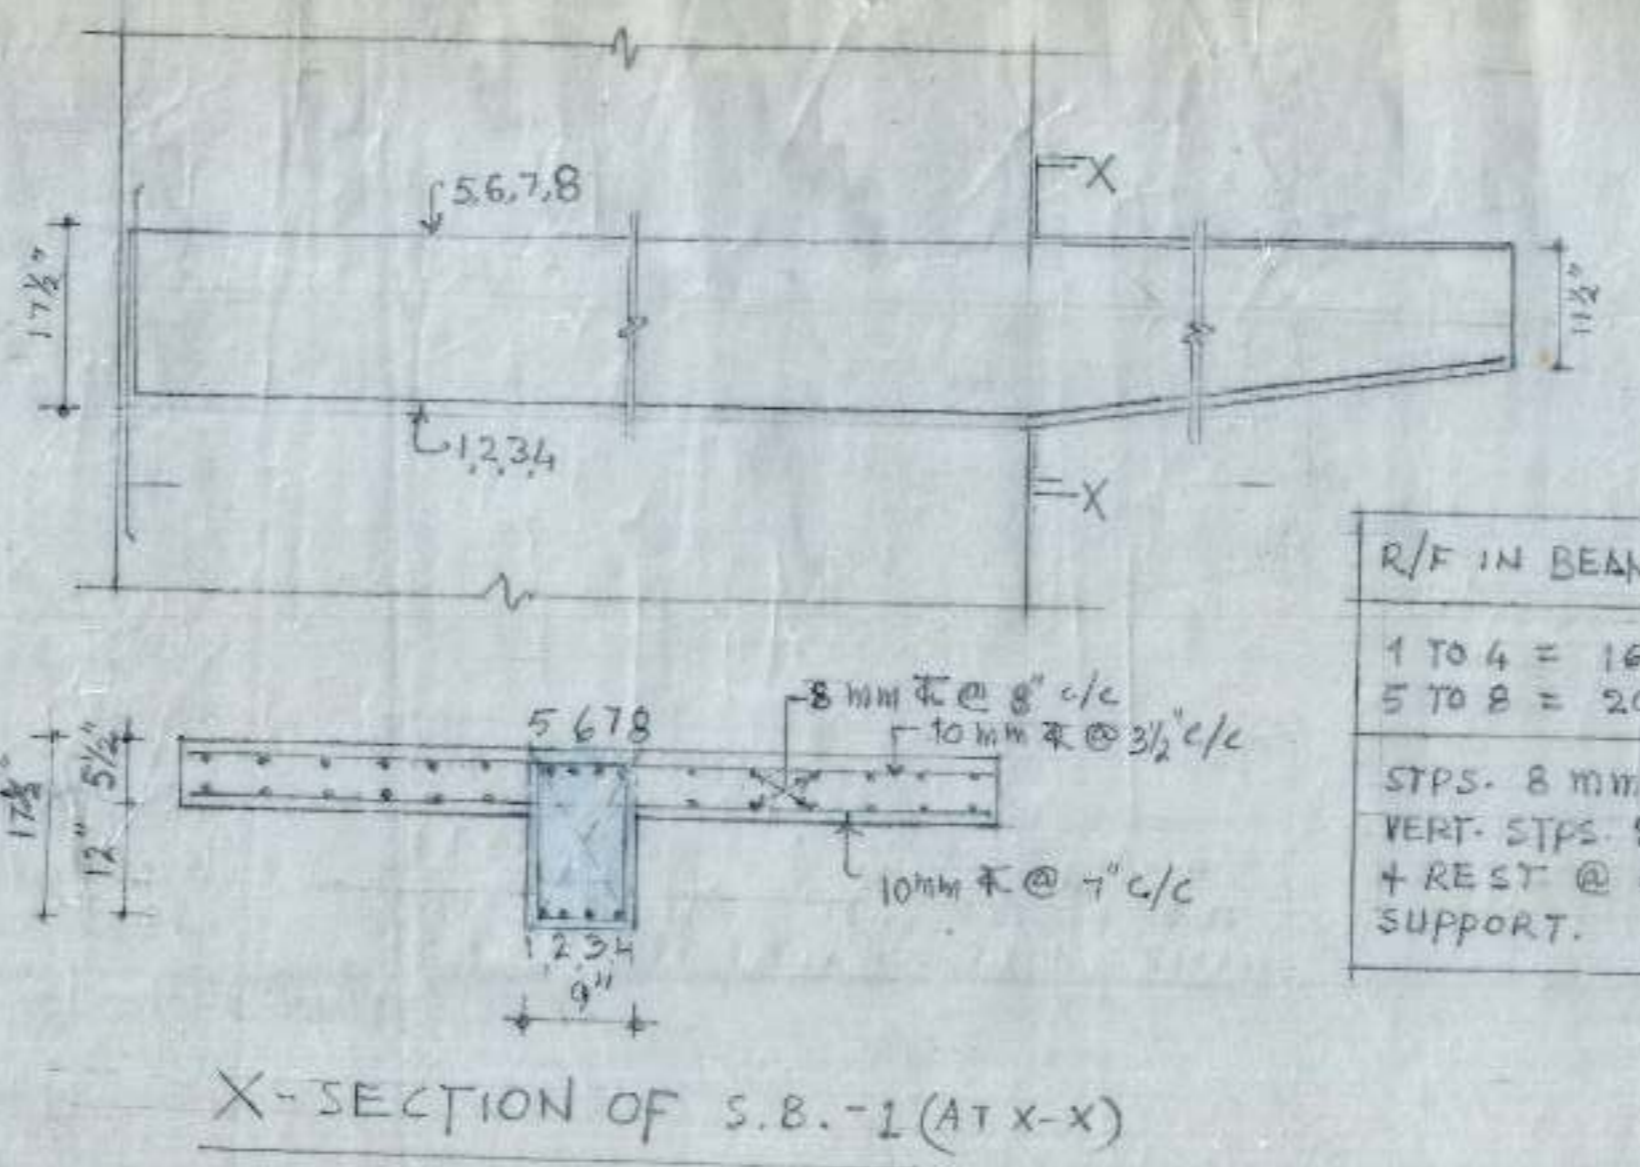 5,6,7,8
X
17½"
11½"
1,2,3,4
X
R/F IN BEAM
1 TO 4 = 16
5 TO 8 = 20
STPS. 8 mm
VERT. STPS.
+ REST @
SUPPORT.
8 mm @ 8" c/c
10 mm @ 3½" c/c
5 6 7 8
17½"
12" 5½"
10mm @ 7" c/c
1,2,3,4
9"
X-SECTION OF S.B.-1 (AT X-X)